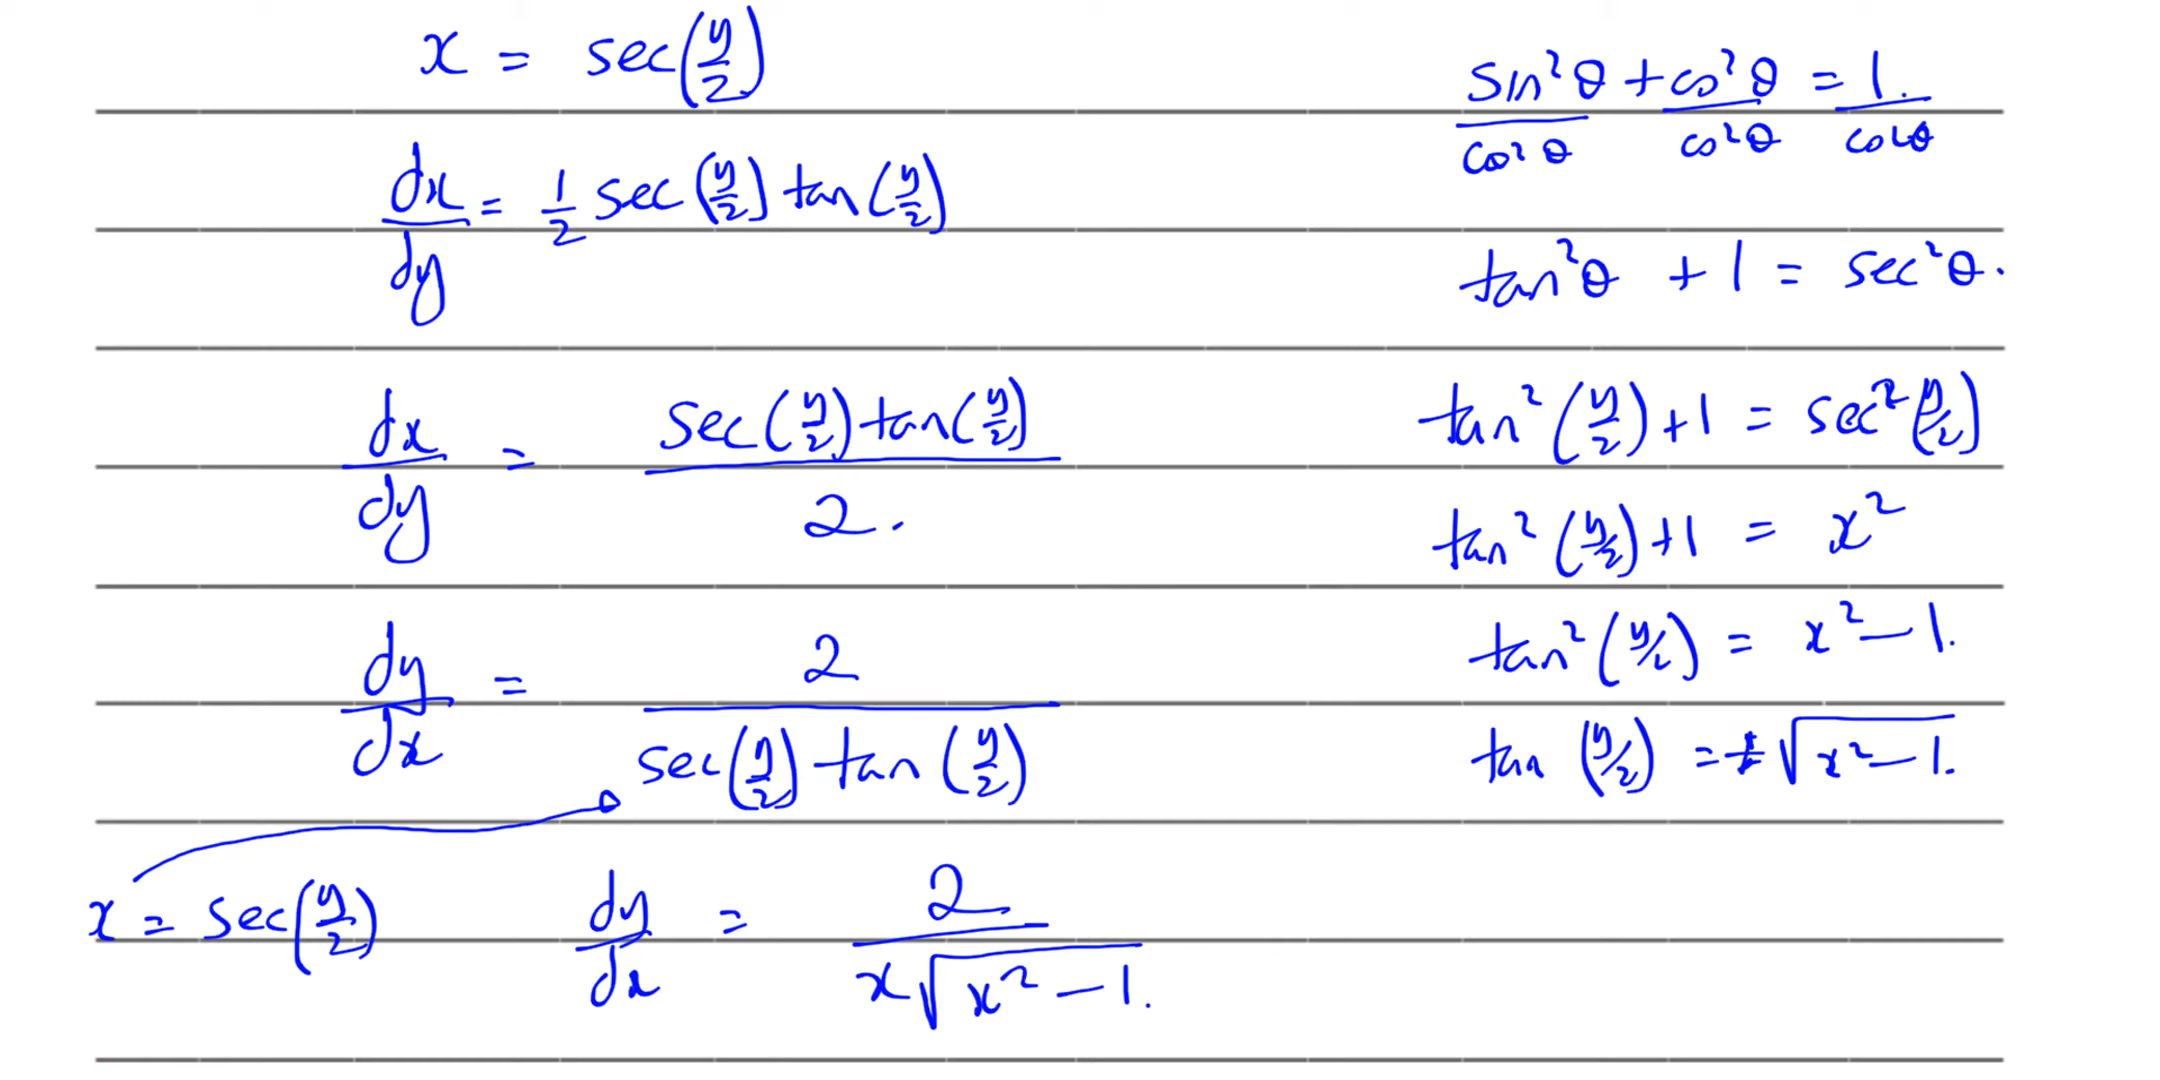 x = sec(y/2)
dx/dy = 1/2 sec(y/2) tan(y/2)
dx/dy = sec(y/2) tan(y/2) / 2.
dy/dx = 2 / sec(y/2) tan(y/2)
x = sec(y/2)
dy/dx = 2 / x√(x² - 1).
sin²θ/cos²θ + cos²θ/cos²θ = 1./cos²θ
tan²θ + 1 = sec²θ.
tan²(y/2) + 1 = sec²(y/2)
tan²(y/2) + 1 = x²
tan²(y/2) = x² - 1.
tan(y/2) = ±√(x² - 1).